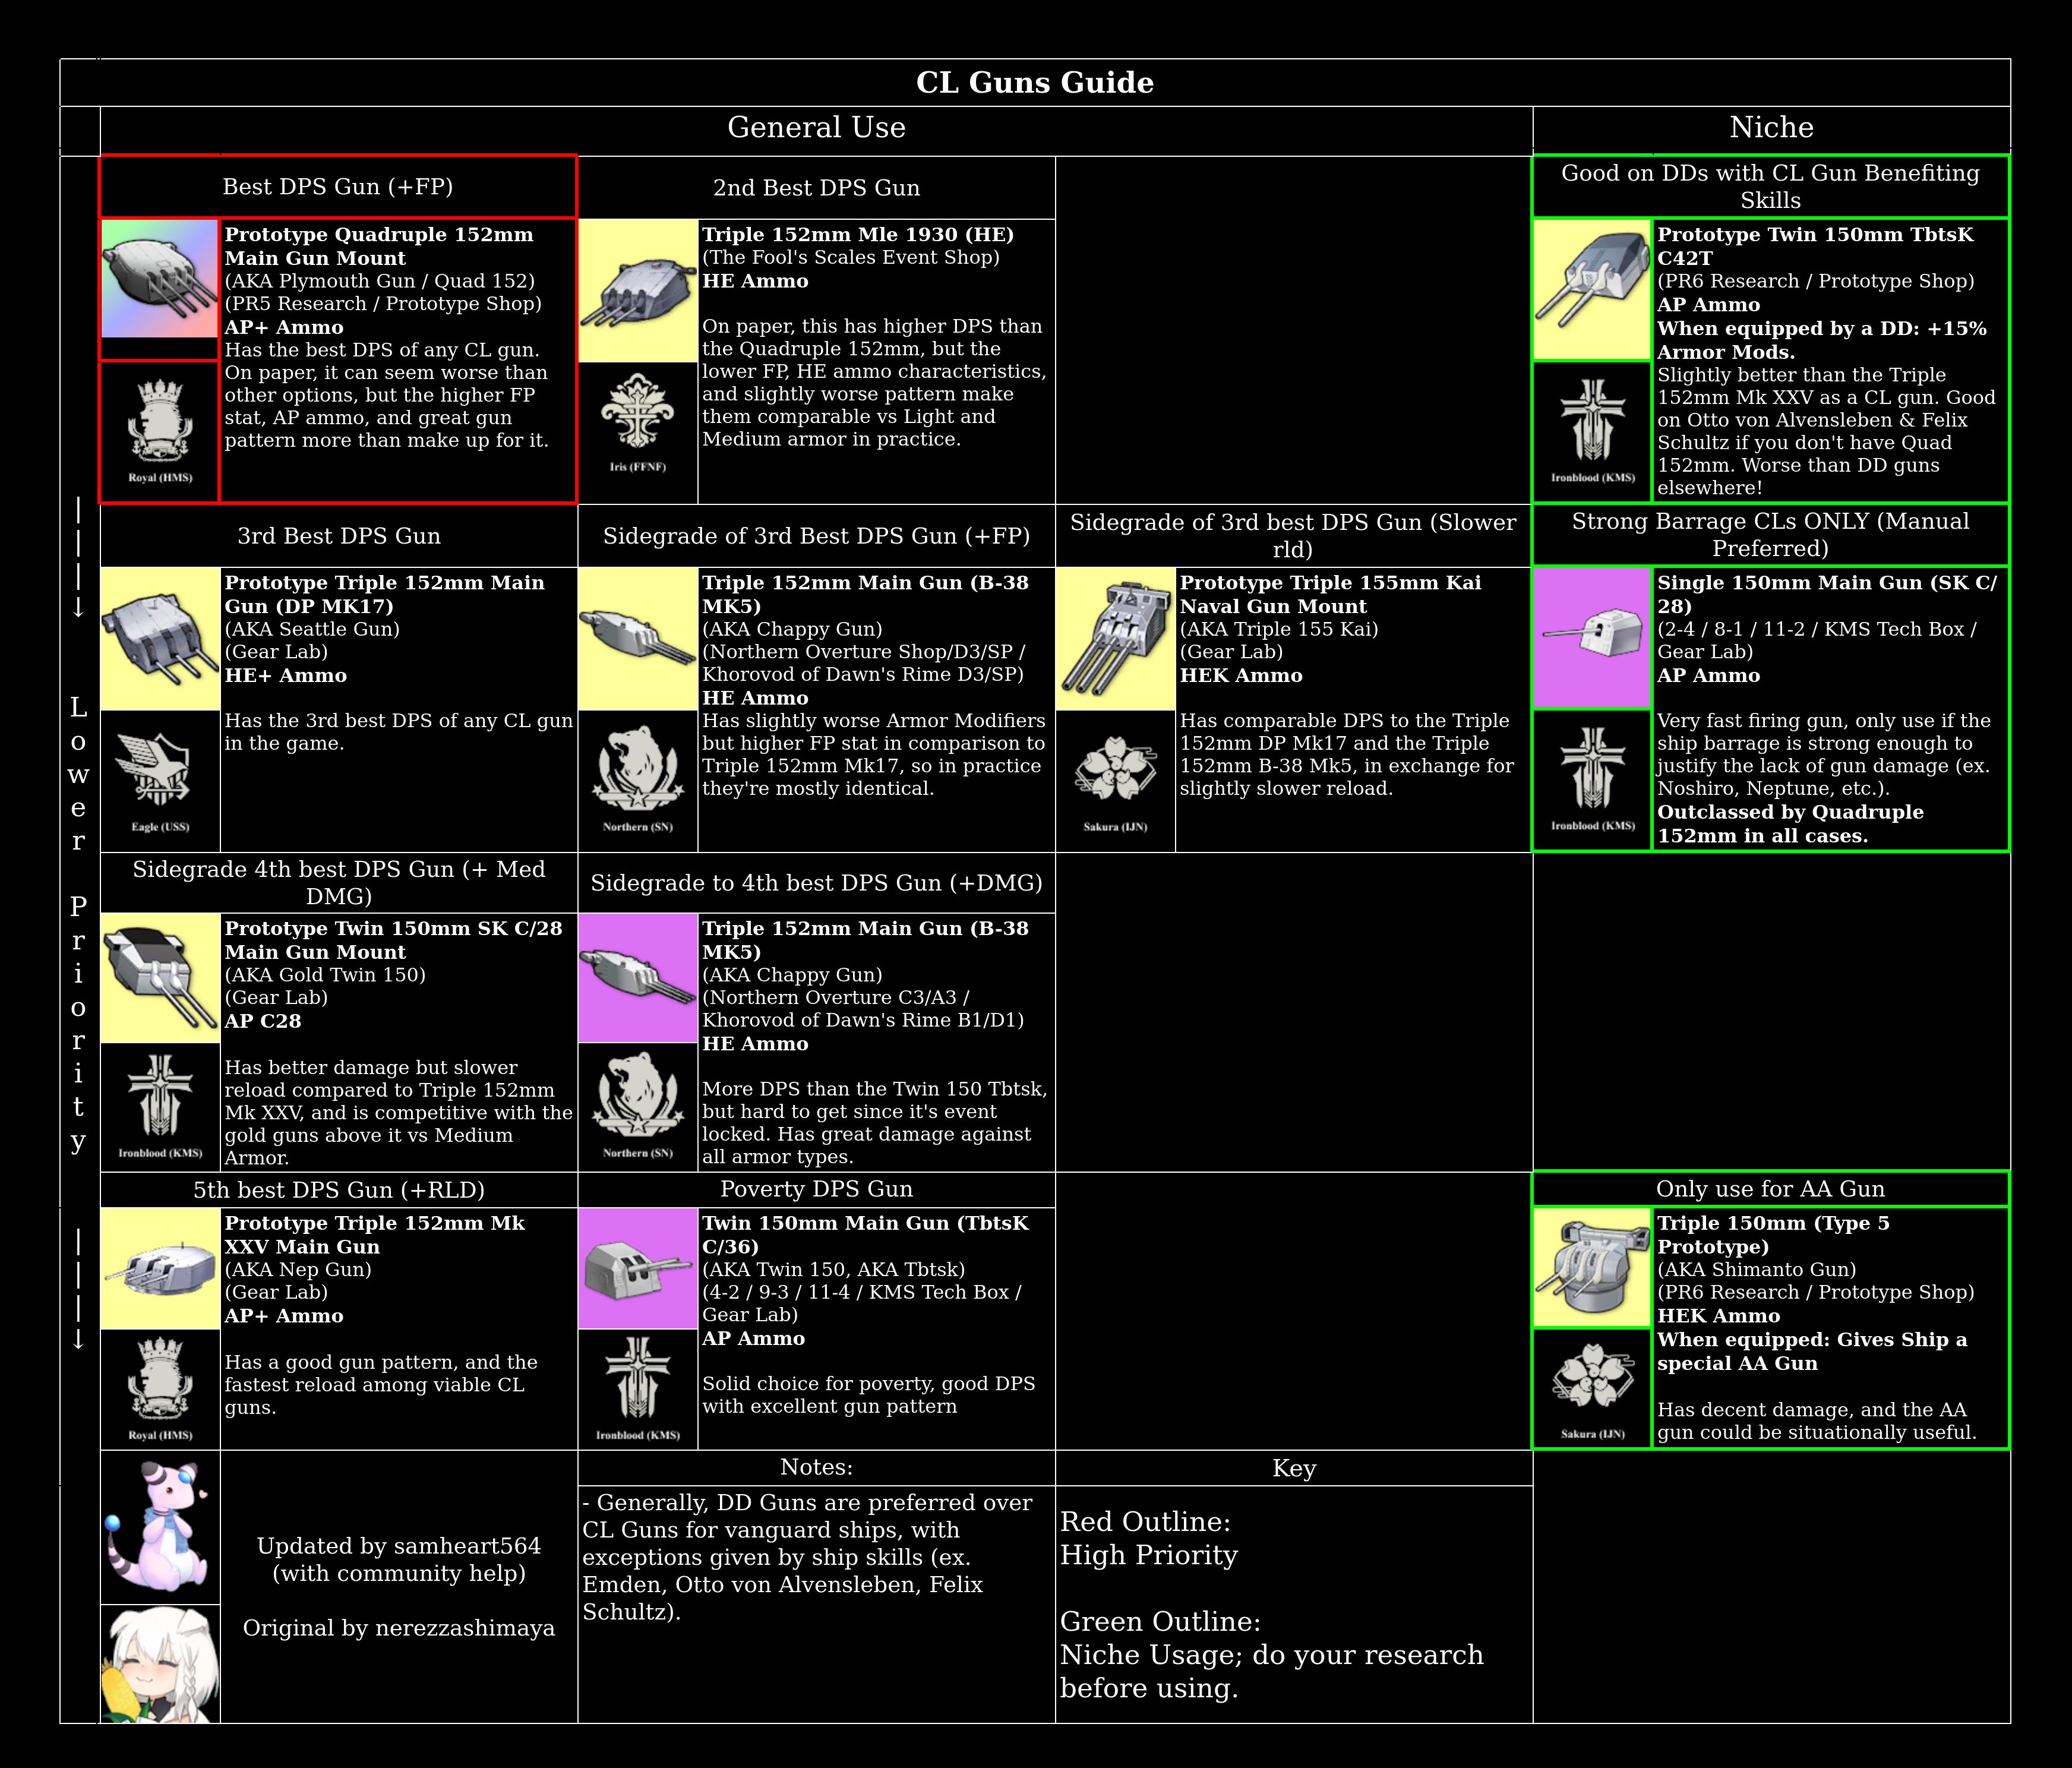 CL Guns Guide
General Use
Niche
Best DPS Gun (+FP)
2nd Best DPS Gun
Good on DDs with CL Gun Benefiting
Skills
Prototype Quadruple 152mm
Main Gun Mount
(AKA Plymouth Gun / Quad 152)
(PR5 Research / Prototype Shop)
AP+ Ammo
Has the best DPS of any CL gun.
On paper, it can seem worse than
other options, but the higher FP
stat, AP ammo, and great gun
pattern more than make up for it.
Royal (HMS)
Triple 152mm Mle 1930 (HE)
(The Fool's Scales Event Shop)
HE Ammo
On paper, this has higher DPS than
the Quadruple 152mm, but the
lower FP, HE ammo characteristics,
and slightly worse pattern make
them comparable vs Light and
Medium armor in practice.
Iris (FFNF)
Prototype Twin 150mm TbtsK
C42T
(PR6 Research / Prototype Shop)
AP Ammo
When equipped by a DD: +15%
Armor Mods.
Slightly better than the Triple
152mm Mk XXV as a CL gun. Good
on Otto von Alvensleben & Felix
Schultz if you don't have Quad
152mm. Worse than DD guns
elsewhere!
Ironblood (KMS)
Lower Priority
3rd Best DPS Gun
Sidegrade of 3rd Best DPS Gun (+FP)
Sidegrade of 3rd best DPS Gun (Slower
rld)
Strong Barrage CLs ONLY (Manual
Preferred)
Prototype Triple 152mm Main
Gun (DP MK17)
(AKA Seattle Gun)
(Gear Lab)
HE+ Ammo
Has the 3rd best DPS of any CL gun
in the game.
Eagle (USS)
Triple 152mm Main Gun (B-38
MK5)
(AKA Chappy Gun)
(Northern Overture Shop/D3/SP /
Khorovod of Dawn's Rime D3/SP)
HE Ammo
Has slightly worse Armor Modifiers
but higher FP stat in comparison to
Triple 152mm Mk17, so in practice
they're mostly identical.
Northern (SN)
Prototype Triple 155mm Kai
Naval Gun Mount
(AKA Triple 155 Kai)
(Gear Lab)
HEK Ammo
Has comparable DPS to the Triple
152mm DP Mk17 and the Triple
152mm B-38 Mk5, in exchange for
slightly slower reload.
Sakura (IJN)
Single 150mm Main Gun (SK C/
28)
(2-4 / 8-1 / 11-2 / KMS Tech Box /
Gear Lab)
AP Ammo
Very fast firing gun, only use if the
ship barrage is strong enough to
justify the lack of gun damage (ex.
Noshiro, Neptune, etc.).
Outclassed by Quadruple
152mm in all cases.
Ironblood (KMS)
Sidegrade 4th best DPS Gun (+ Med
DMG)
Sidegrade to 4th best DPS Gun (+DMG)
Prototype Twin 150mm SK C/28
Main Gun Mount
(AKA Gold Twin 150)
(Gear Lab)
AP C28
Has better damage but slower
reload compared to Triple 152mm
Mk XXV, and is competitive with the
gold guns above it vs Medium
Armor.
Ironblood (KMS)
Triple 152mm Main Gun (B-38
MK5)
(AKA Chappy Gun)
(Northern Overture C3/A3 /
Khorovod of Dawn's Rime B1/D1)
HE Ammo
More DPS than the Twin 150 Tbtsk,
but hard to get since it's event
locked. Has great damage against
all armor types.
Northern (SN)
5th best DPS Gun (+RLD)
Poverty DPS Gun
Only use for AA Gun
Prototype Triple 152mm Mk
XXV Main Gun
(AKA Nep Gun)
(Gear Lab)
AP+ Ammo
Has a good gun pattern, and the
fastest reload among viable CL
guns.
Royal (HMS)
Twin 150mm Main Gun (TbtsK
C/36)
(AKA Twin 150, AKA Tbtsk)
(4-2 / 9-3 / 11-4 / KMS Tech Box /
Gear Lab)
AP Ammo
Solid choice for poverty, good DPS
with excellent gun pattern
Ironblood (KMS)
Triple 150mm (Type 5
Prototype)
(AKA Shimanto Gun)
(PR6 Research / Prototype Shop)
HEK Ammo
When equipped: Gives Ship a
special AA Gun
Has decent damage, and the AA
gun could be situationally useful.
Sakura (IJN)
Updated by samheart564
(with community help)
Original by nerezzashimaya
Notes:
- Generally, DD Guns are preferred over
CL Guns for vanguard ships, with
exceptions given by ship skills (ex.
Emden, Otto von Alvensleben, Felix
Schultz).
Key
Red Outline:
High Priority
Green Outline:
Niche Usage; do your research
before using.